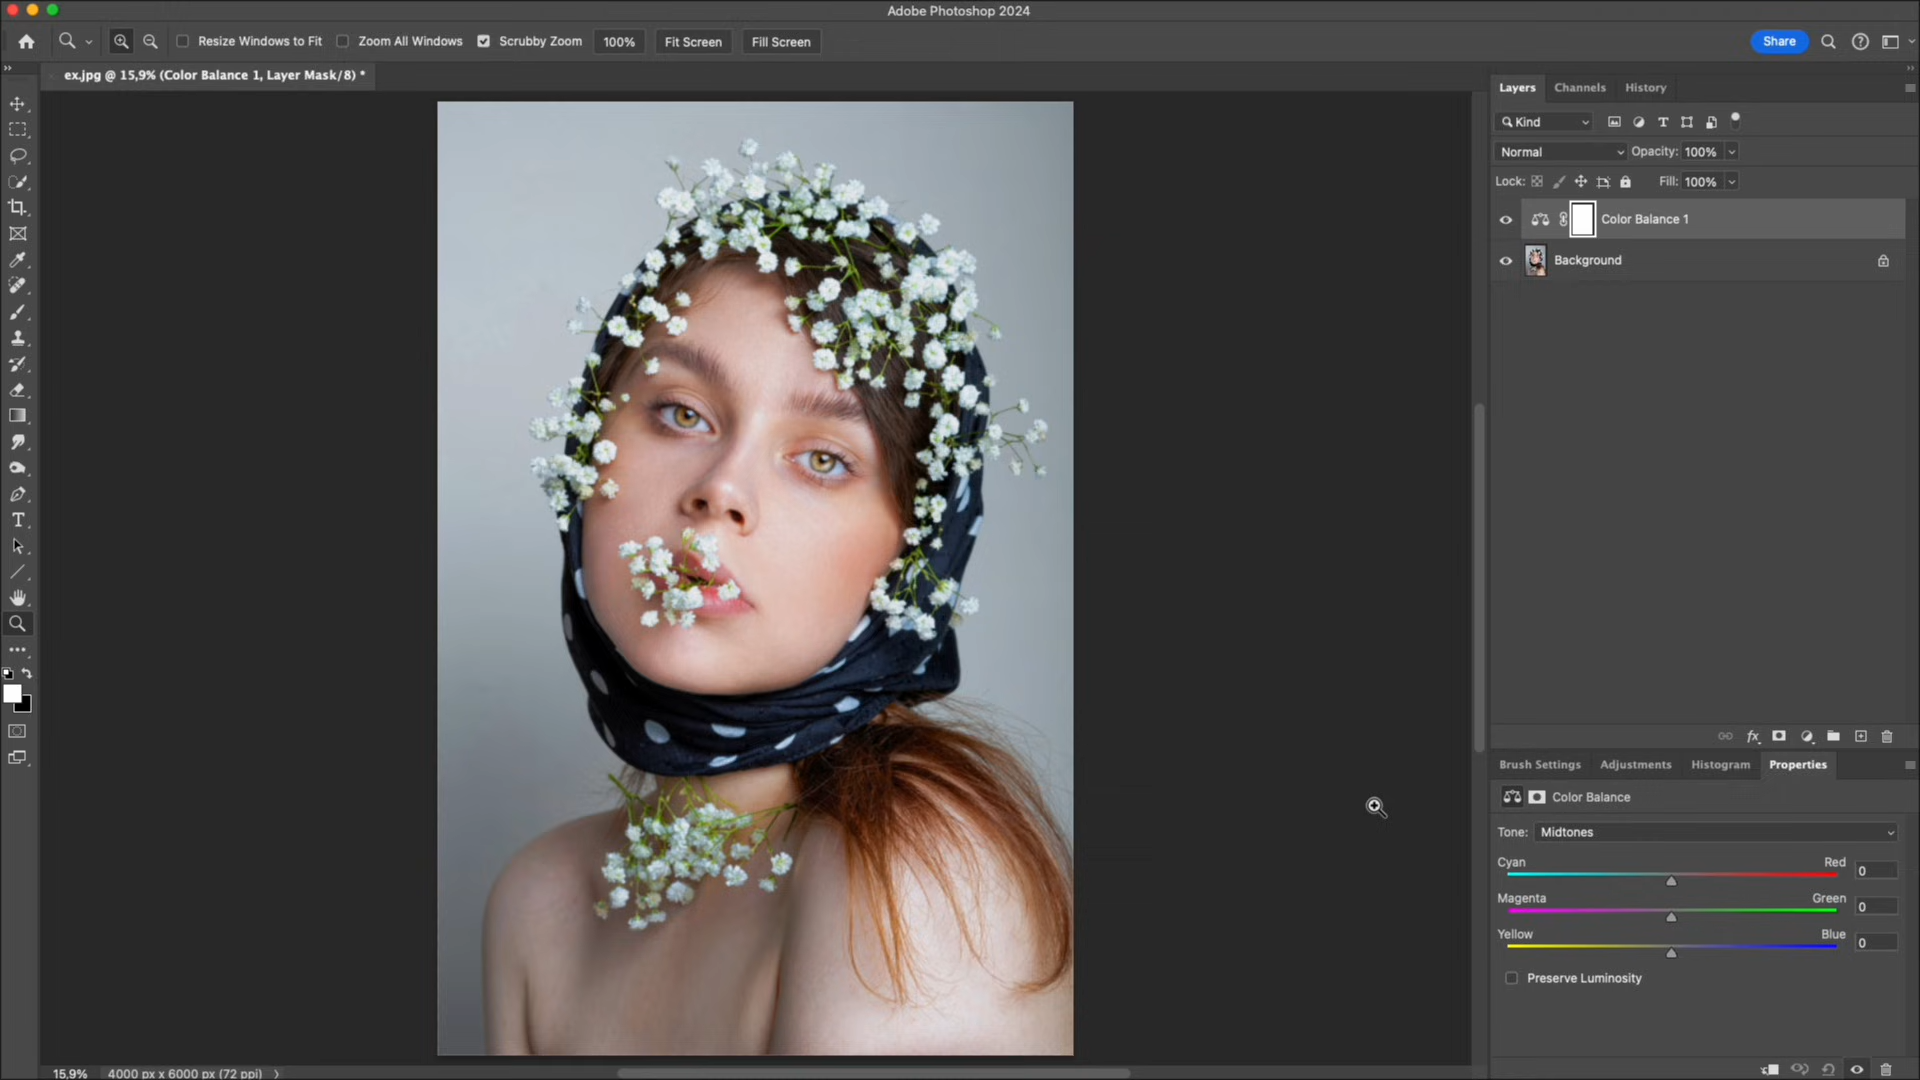 Adobe Photoshop 2024
Resize Windows to Fit Zoom All Windows Scrubby Zoom 100% Fit Screen Fill Screen Share
ex.jpg @ 15,9% (Color Balance 1, Layer Mask/8) *
Layers Channels History
Kind
Normal Opacity: 100%
Lock: Fill: 100%
Color Balance 1
Background
Brush Settings Adjustments Histogram Properties
Color Balance
Tone: Midtones
Cyan Red 0
Magenta Green 0
Yellow Blue 0
Preserve Luminosity
15,9% 4000 px x 6000 px (72 ppi)